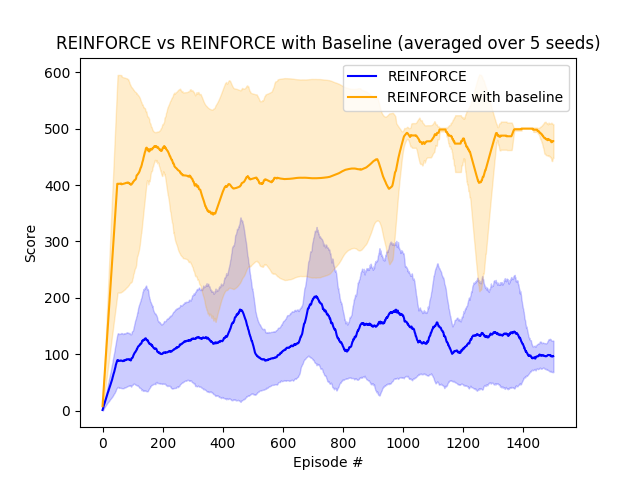 REINFORCE vs REINFORCE with Baseline (averaged over 5 seeds)
REINFORCE
REINFORCE with baseline
Score
600
500
400
300
200
100
0
0 200 400 600 800 1000 1200 1400
Episode #